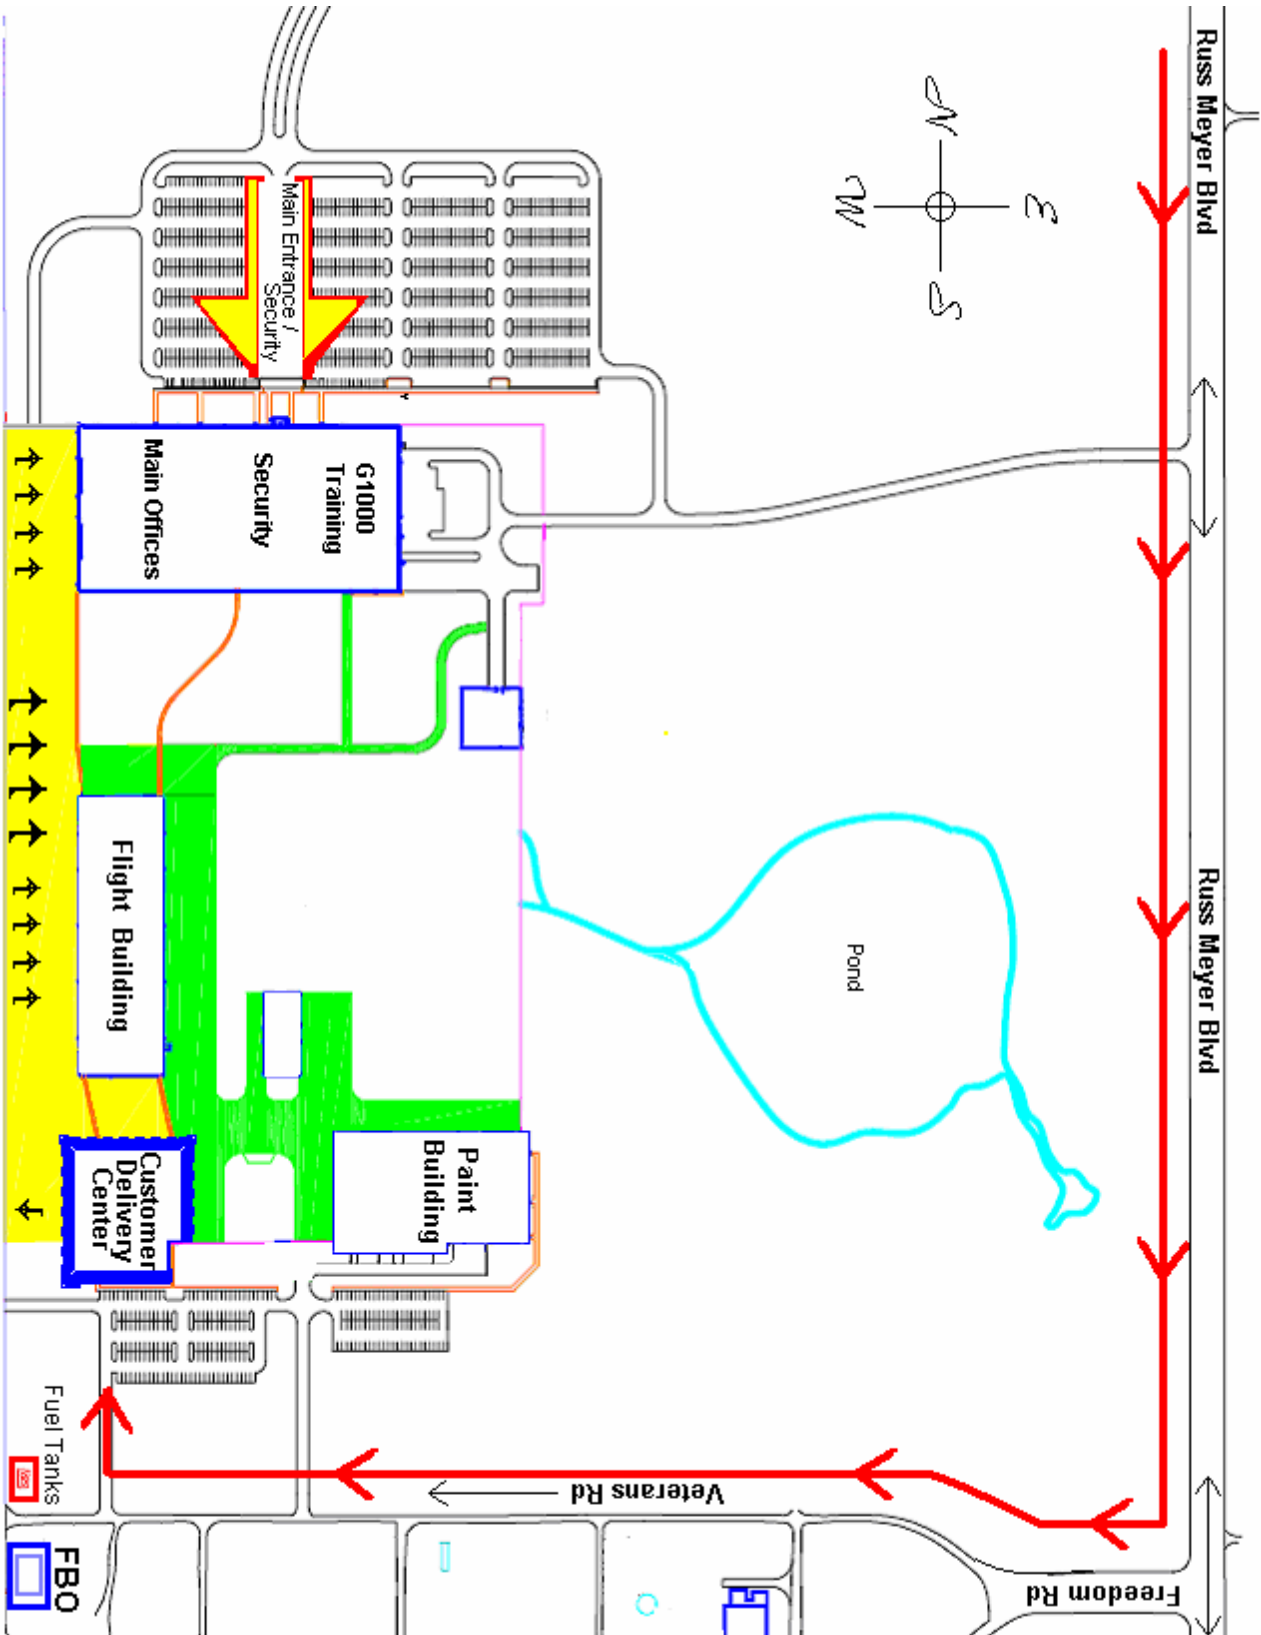 Russ Meyer Blvd
N
W
E
S
Main Entrance /
Security
G1000
Training
Security
Main Offices
Russ Meyer Blvd
Flight Building
Pond
Paint
Building
Customer
Delivery
Center
Fuel Tanks
Veterans Rd
FBO
Freedom Rd